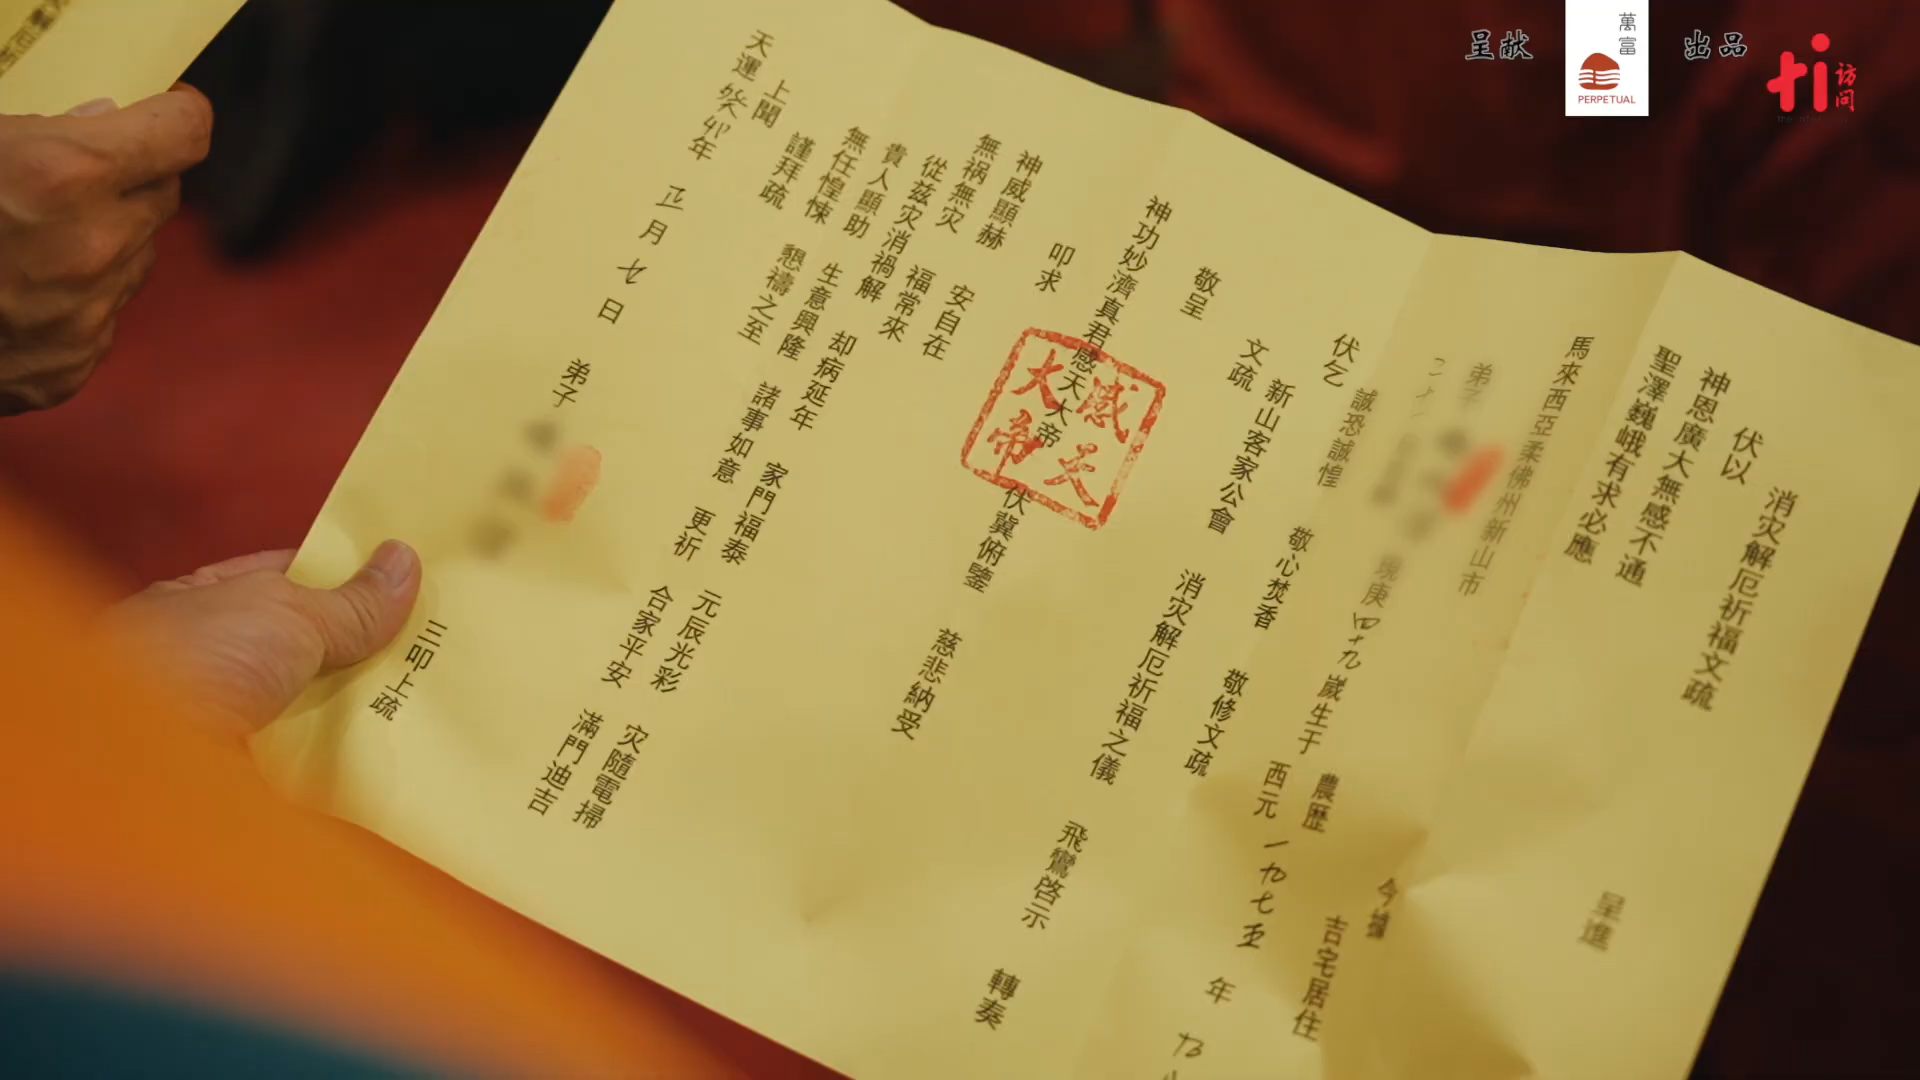 呈献
萬富
PERPETUAL
出品
ti
访问
消灾解厄祈福文疏
伏以
神恩廣大無感不通
聖澤巍峨有求必應
呈進
馬來西亞柔佛州新山市
今據
吉宅居住
弟子
現庚四十九歲生于
農歷
西元一九七五年
伏乞
誠恐誠惶 敬心焚香 敬修文疏
新山客家公會 消灾解厄祈福之儀 飛鸞啓示 轉奏
文疏
敬呈
神功妙濟真君感天大帝 伏冀俯鑒 慈悲納受
感天大帝
叩求
神威顯赫
無禍無灾 安自在
從兹灾消禍解 福常來 却病延年 家門福泰 元辰光彩 灾隨電掃
貴人顯助 生意興隆 諸事如意 更祈 合家平安 滿門迪吉
無任惶悚 懇禱之至
謹拜疏
上聞
天運癸卯年 正月 七日 弟子
三叩上疏